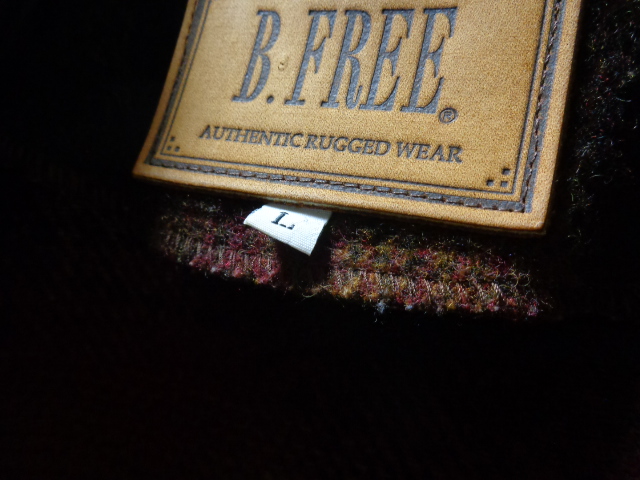 B. FREE®
AUTHENTIC RUGGED WEAR
L